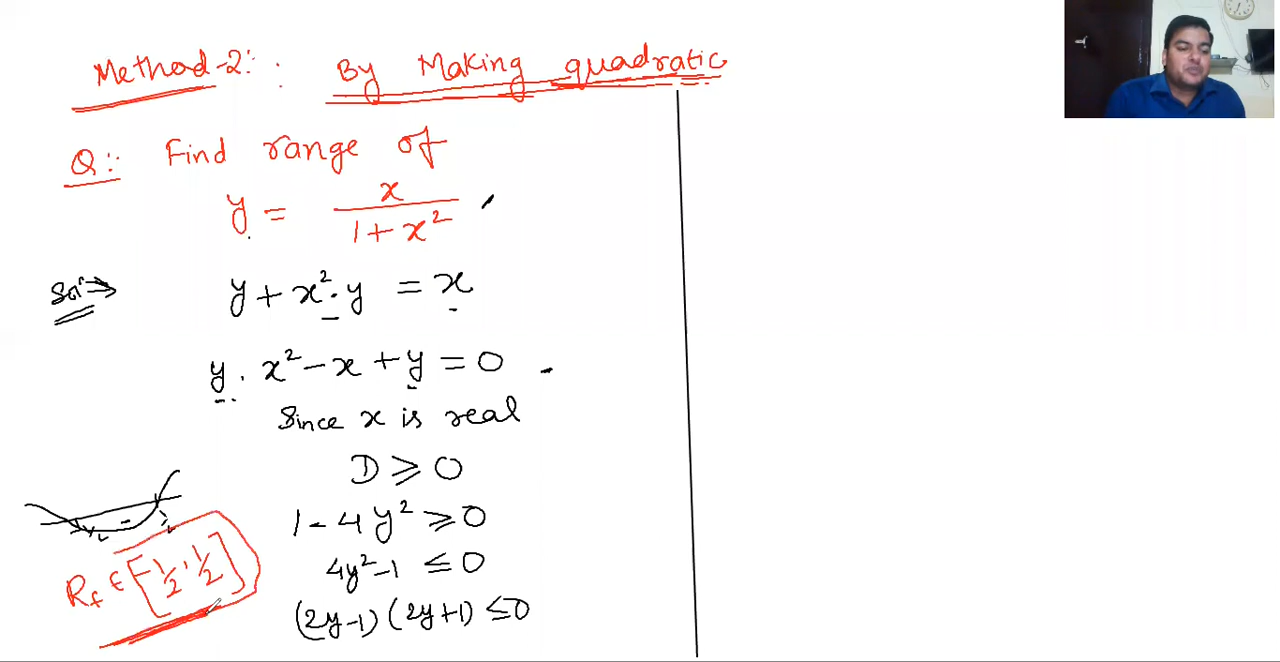 Method-2:- By Making quadratic
Q:- Find range of
y = x / 1+x²
Sol⇒ y + x²·y = x
y·x² - x + y = 0
Since x is real
D ≥ 0
1 - 4y² ≥ 0
4y² - 1 ≤ 0
(2y-1)(2y+1) ≤ 0
R_f ∈ [-1/2, 1/2]